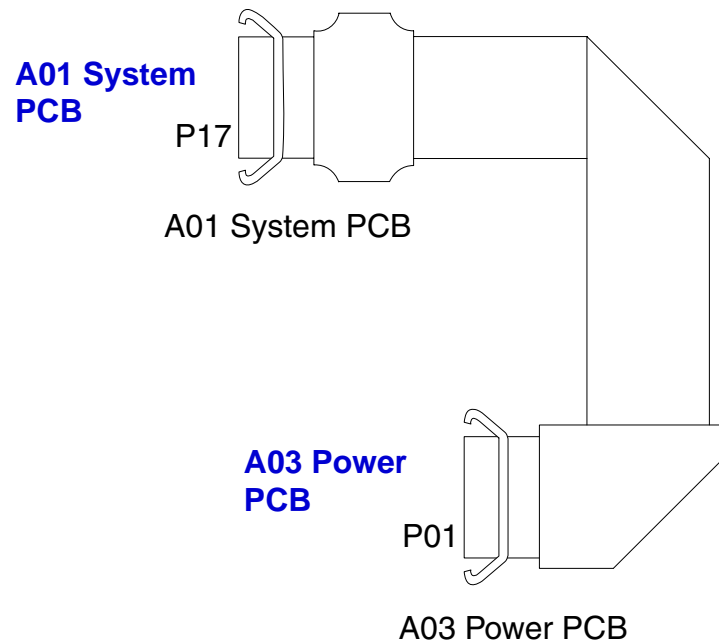 A01 System
PCB
P17
A01 System PCB
A03 Power
PCB
P01
A03 Power PCB